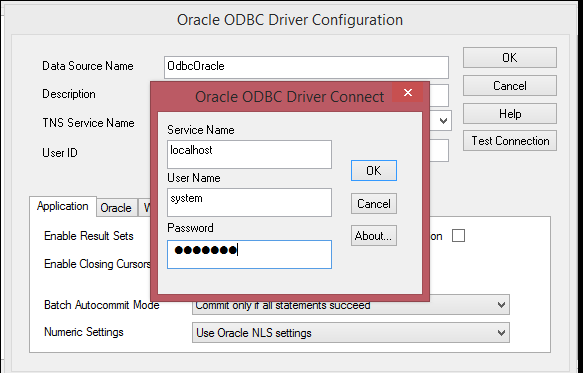 Oracle ODBC Driver Configuration
Data Source Name
OdbcOracle
OK
Description
Cancel
TNS Service Name
Help
User ID
Test Connection
Oracle ODBC Driver Connect
Service Name
localhost
OK
User Name
system
Cancel
Password
●●●●●●●
About...
Application
Oracle
W
Enable Result Sets
on
Enable Closing Cursors
Batch Autocommit Mode
Commit only if all statements succeed
Numeric Settings
Use Oracle NLS settings